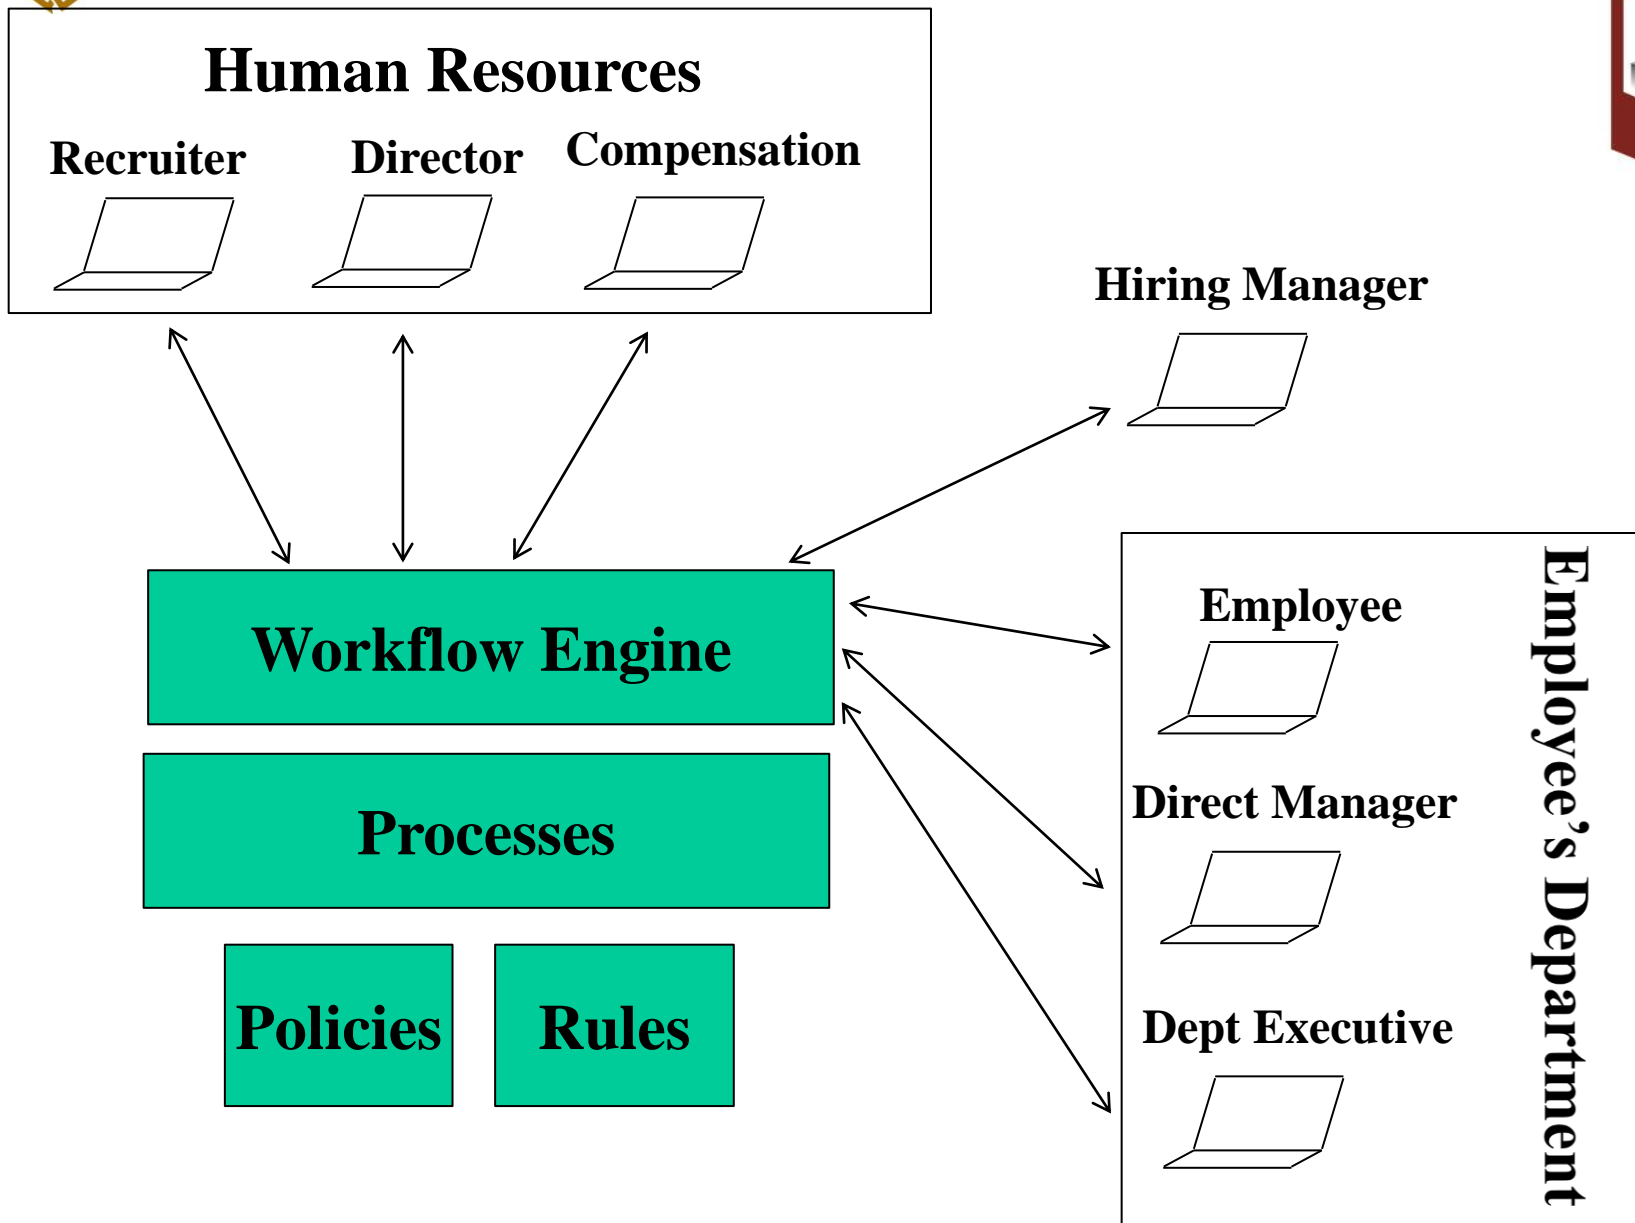 Human Resources
Recruiter
Director
Compensation
Hiring Manager
Workflow Engine
Processes
Policies
Rules
Employee
Direct Manager
Dept Executive
Employee’s Department